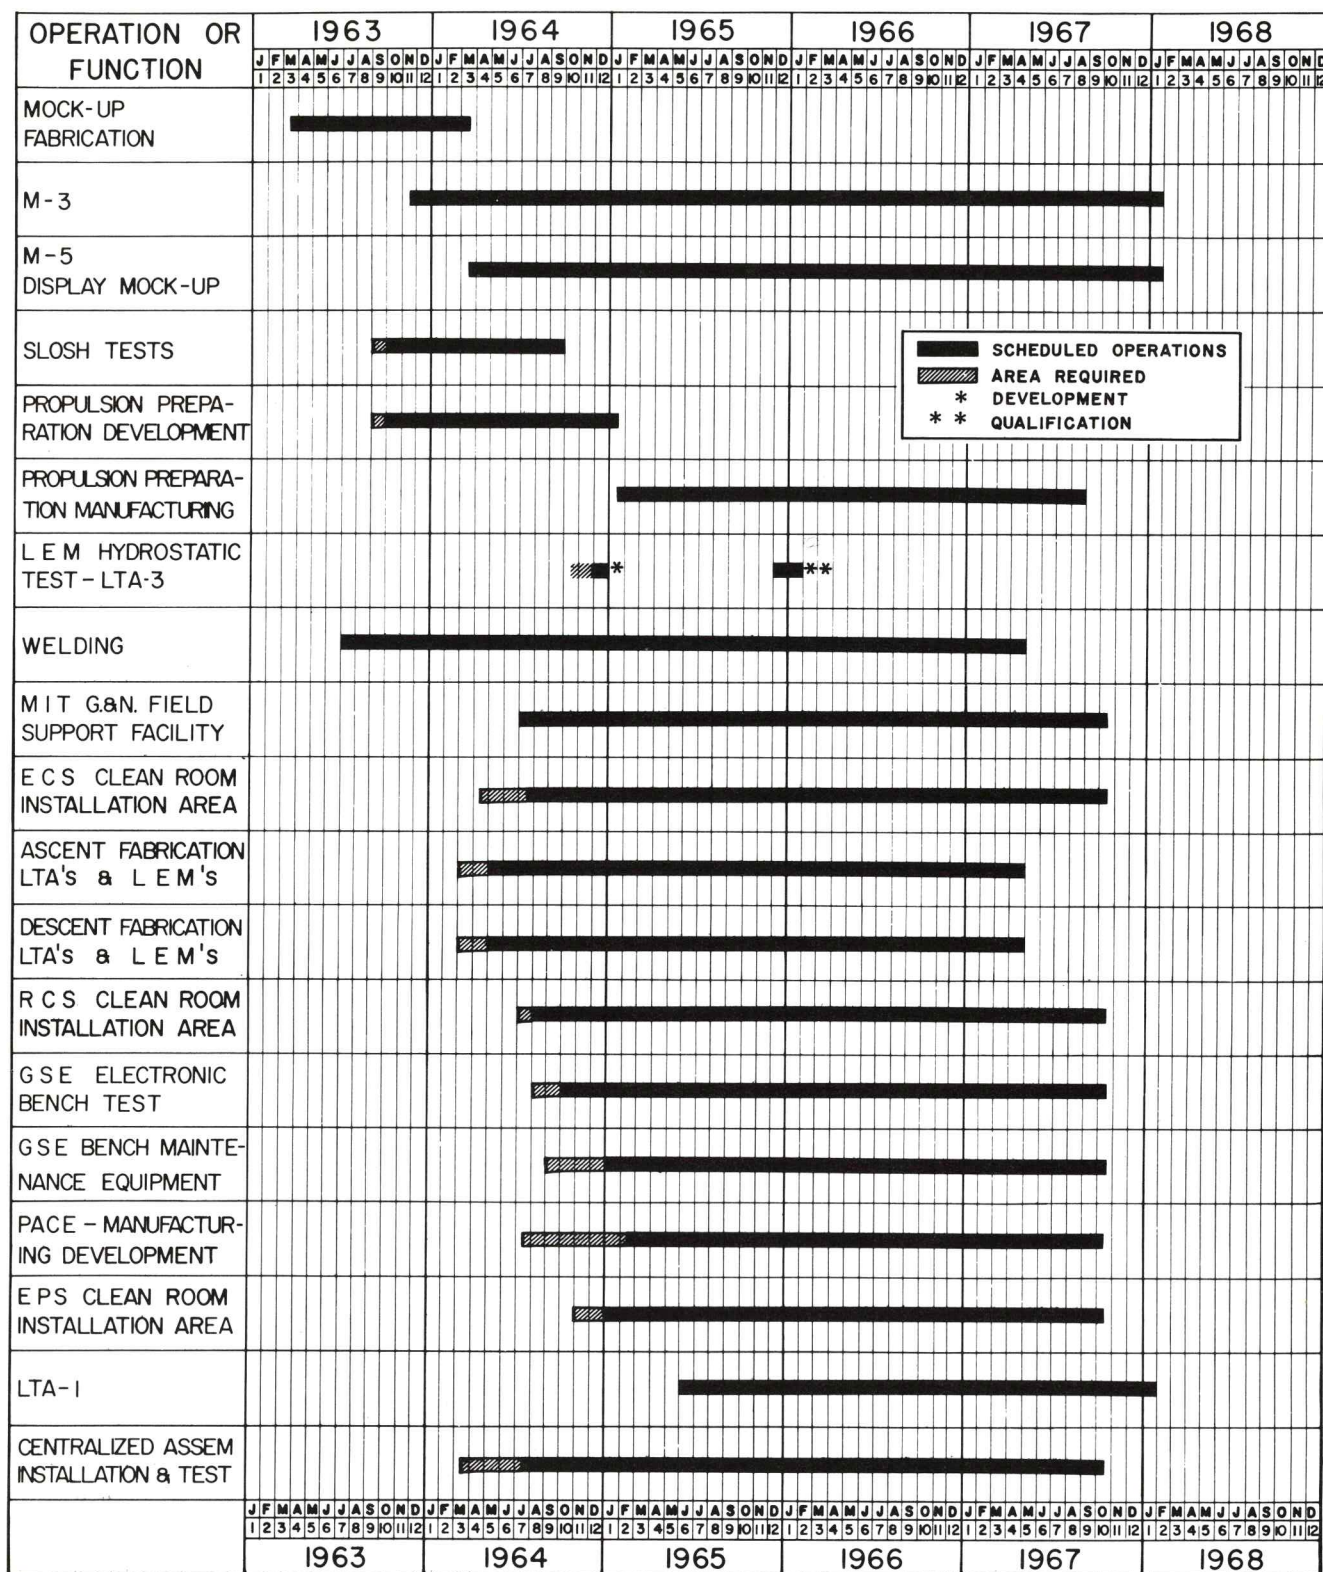 OPERATION OR
FUNCTION
1963 1964 1965 1966 1967 1968
J F M A M J J A S O N D J F M A M J J A S O N D J F M A M J J A S O N D J F M A M J J A S O N D J F M A M J J A S O N D J F M A M J J A S O N D
1 2 3 4 5 6 7 8 9 10 11 12 1 2 3 4 5 6 7 8 9 10 11 12 1 2 3 4 5 6 7 8 9 10 11 12 1 2 3 4 5 6 7 8 9 10 11 12 1 2 3 4 5 6 7 8 9 10 11 12 1 2 3 4 5 6 7 8 9 10 11 12
MOCK-UP
FABRICATION
M-3
M-5
DISPLAY MOCK-UP
SLOSH TESTS
SCHEDULED OPERATIONS
AREA REQUIRED
* DEVELOPMENT
* * QUALIFICATION
PROPULSION PREPA-
RATION DEVELOPMENT
PROPULSION PREPARA-
TION MANUFACTURING
LEM HYDROSTATIC
TEST-LTA-3
* **
WELDING
MIT G.&N. FIELD
SUPPORT FACILITY
ECS CLEAN ROOM
INSTALLATION AREA
ASCENT FABRICATION
LTA's & LEM's
DESCENT FABRICATION
LTA's & LEM's
RCS CLEAN ROOM
INSTALLATION AREA
GSE ELECTRONIC
BENCH TEST
GSE BENCH MAINTE-
NANCE EQUIPMENT
PACE-MANUFACTUR-
ING DEVELOPMENT
EPS CLEAN ROOM
INSTALLATION AREA
LTA-1
CENTRALIZED ASSEM
INSTALLATION & TEST
J F M A M J J A S O N D J F M A M J J A S O N D J F M A M J J A S O N D J F M A M J J A S O N D J F M A M J J A S O N D J F M A M J J A S O N D
1 2 3 4 5 6 7 8 9 10 11 12 1 2 3 4 5 6 7 8 9 10 11 12 1 2 3 4 5 6 7 8 9 10 11 12 1 2 3 4 5 6 7 8 9 10 11 12 1 2 3 4 5 6 7 8 9 10 11 12 1 2 3 4 5 6 7 8 9 10 11 12
1963 1964 1965 1966 1967 1968